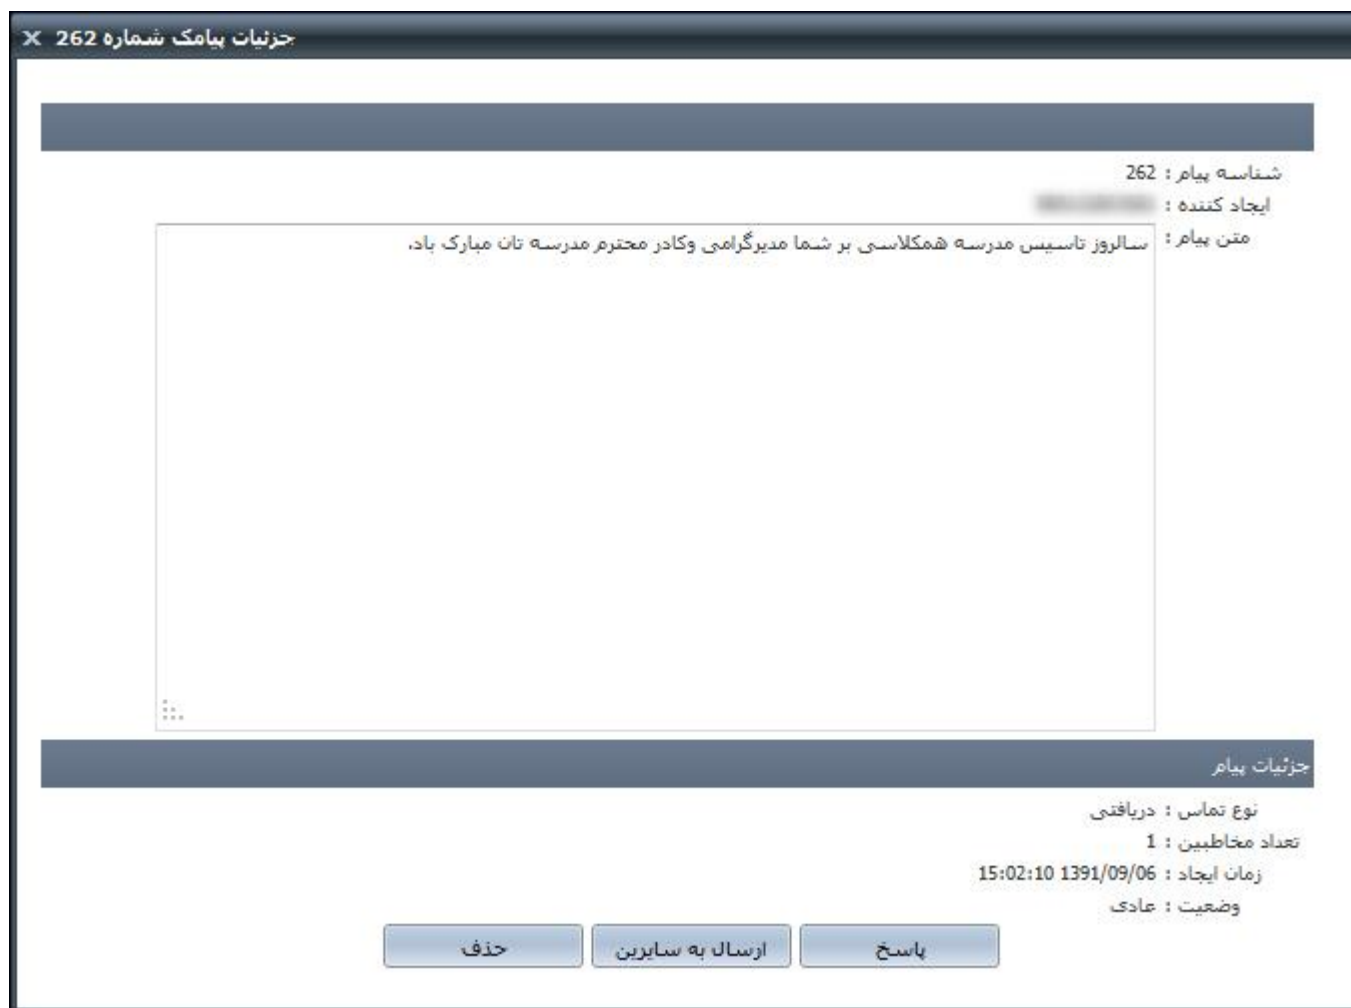 جزئیات پیامک شماره 262 X
شناسه پیام : 262
ایجاد کننده :
متن پیام : سالروز تاسیس مدرسه همکلاسی بر شما مدیرگرامی وکادر محترم مدرسه تان مبارک باد.
جزئیات پیام
نوع تماس : دریافتی
تعداد مخاطبین : 1
زمان ایجاد : 1391/09/06 15:02:10
وضعیت : عادی
پاسخ ارسال به سایرین حذف